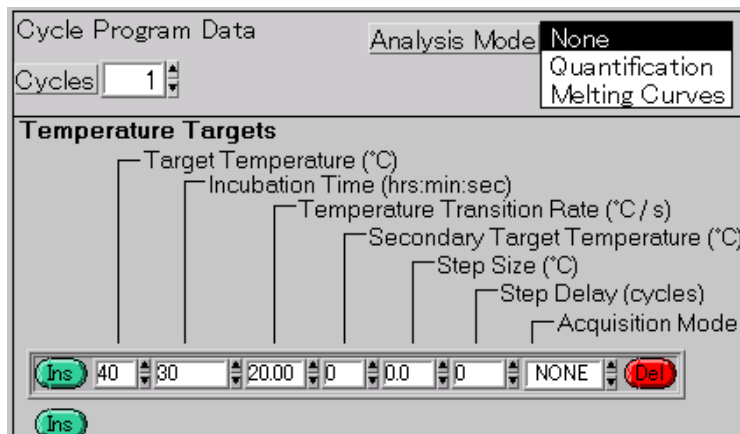 Cycle Program Data
Analysis Mode None
Quantification
Melting Curves
Cycles 1
Temperature Targets
Target Temperature (°C)
Incubation Time (hrs:min:sec)
Temperature Transition Rate (°C / s)
Secondary Target Temperature (°C)
Step Size (°C)
Step Delay (cycles)
Acquisition Mode
Ins 40 30 20.00 0 0.0 0 NONE Del
Ins